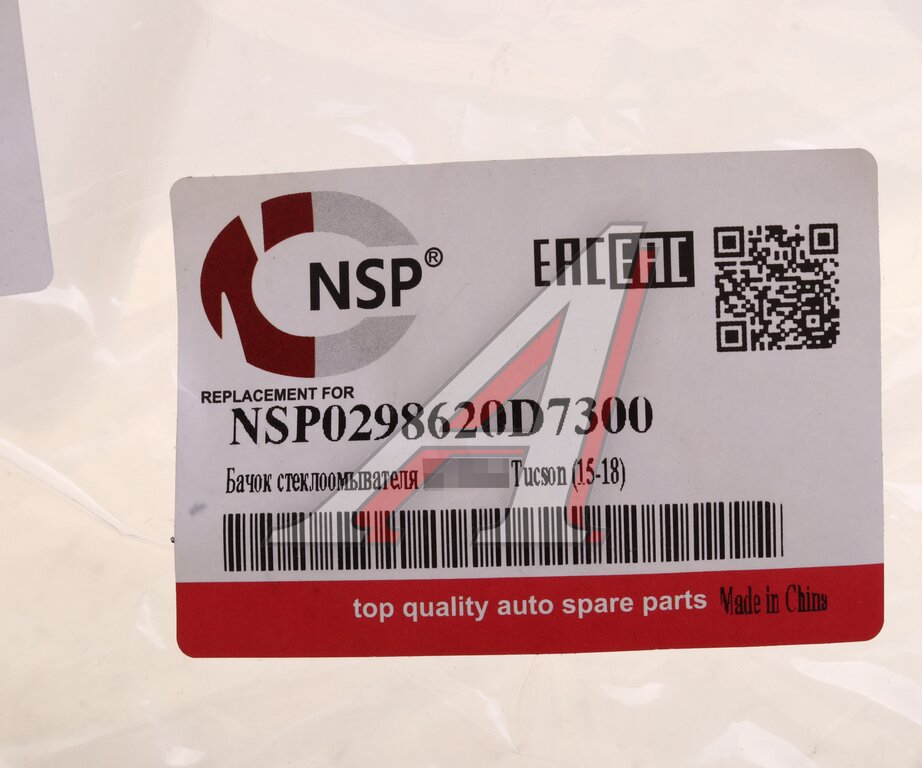 NSP®
EAC EAC
REPLACEMENT FOR
NSP0298620D7300
Бачок стеклоомывателя Tucson (15-18)
top quality auto spare parts Made in China